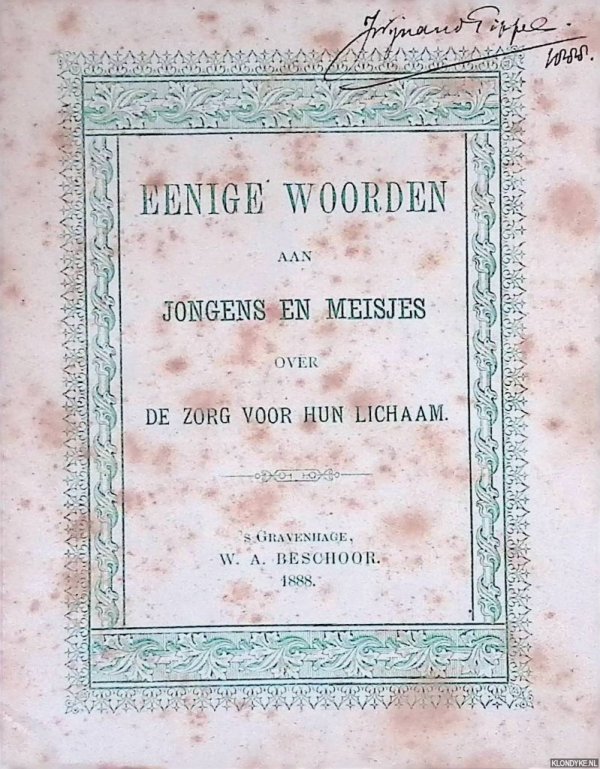 1888.
EENIGE WOORDEN
AAN
JONGENS EN MEISJES
OVER
DE ZORG VOOR HUN LICHAAM.
'S GRAVENHAGE,
W. A. BESCHOOR.
1888.
KLONDYKE.NL